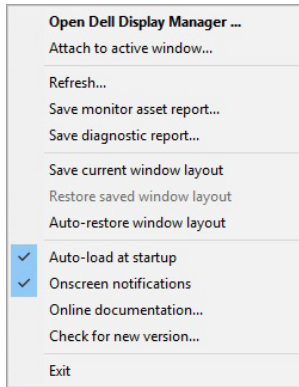 Open Dell Display Manager ...
Attach to active window...
Refresh...
Save monitor asset report...
Save diagnostic report...
Save current window layout
Restore saved window layout
Auto-restore window layout
Auto-load at startup
Onscreen notifications
Online documentation...
Check for new version...
Exit